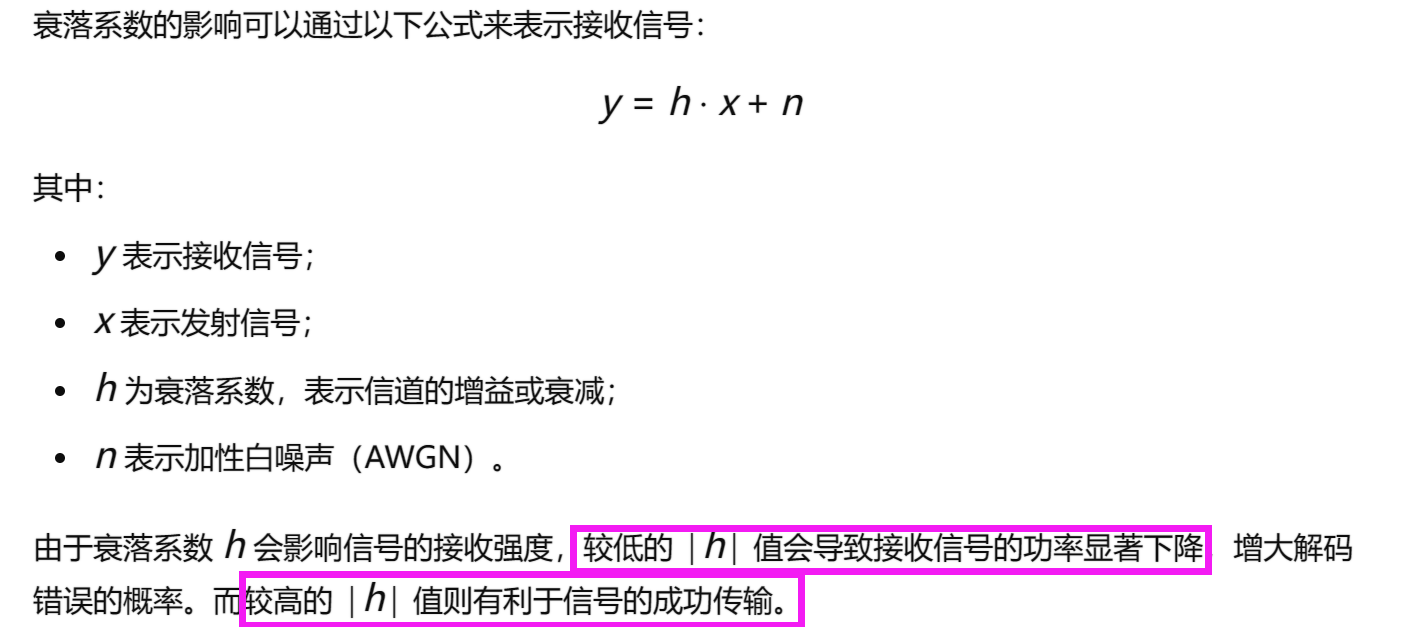 衰落系数的影响可以通过以下公式来表示接收信号：
y = h · x + n
其中：
• y 表示接收信号；
• x 表示发射信号；
• h 为衰落系数，表示信道的增益或衰减；
• n 表示加性白噪声（AWGN）。
由于衰落系数 h 会影响信号的接收强度，较低的 |h| 值会导致接收信号的功率显著下降 增大解码
错误的概率。而较高的 |h| 值则有利于信号的成功传输。